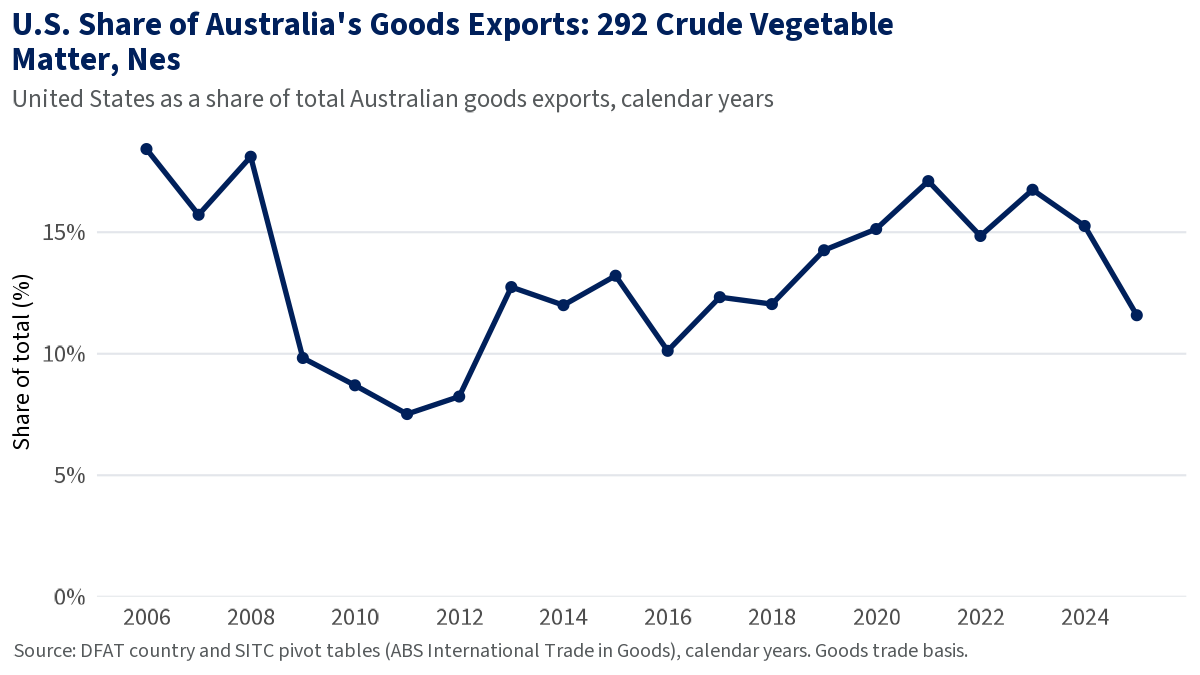 U.S. Share of Australia's Goods Exports: 292 Crude Vegetable
Matter, Nes
United States as a share of total Australian goods exports, calendar years
Share of total (%)
15%
10%
5%
0%
2006 2008 2010 2012 2014 2016 2018 2020 2022 2024
Source: DFAT country and SITC pivot tables (ABS International Trade in Goods), calendar years. Goods trade basis.